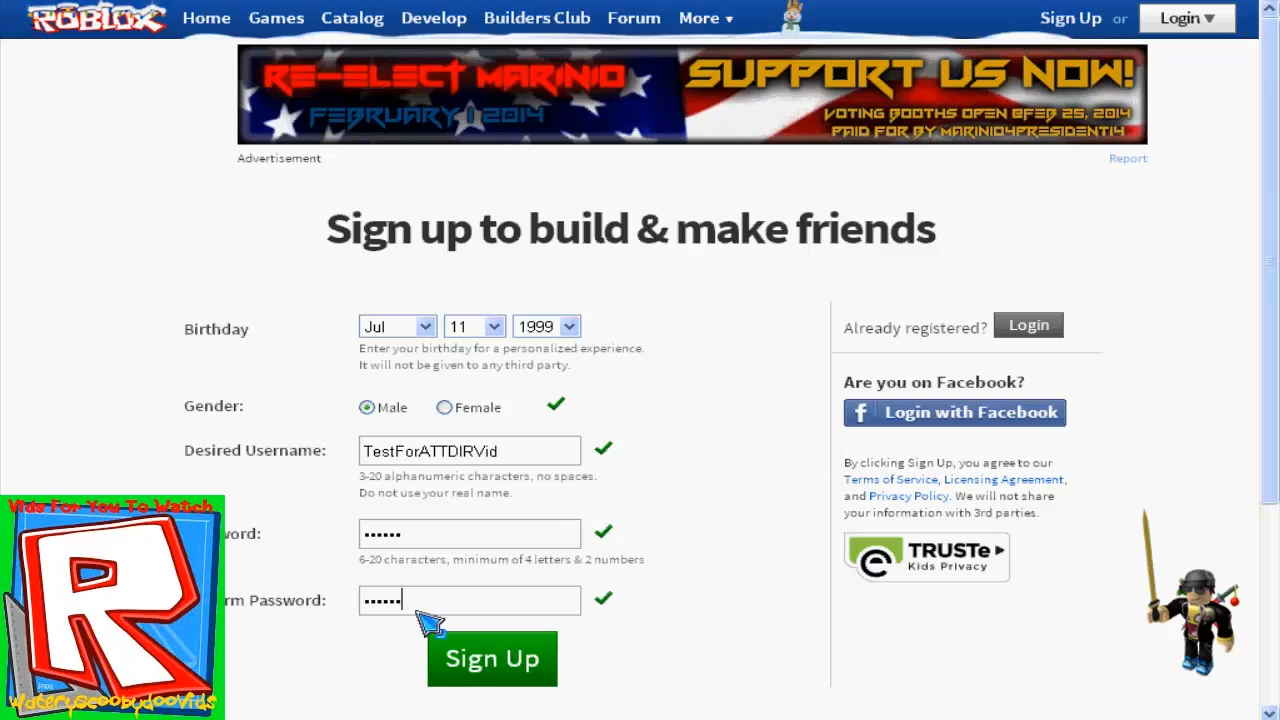 ROBLOX Home Games Catalog Develop Builders Club Forum More Sign Up or Login
RE-ELECT MARINIO SUPPORT US NOW!
FEBRUARY 1 2014 VOTING BOOTHS OPEN @FEB 25, 2014
PAID FOR BY MARINIO4PRESIDENT14
Advertisement Report
Sign up to build & make friends
Birthday Jul 11 1999
Enter your birthday for a personalized experience.
It will not be given to any third party.
Gender: Male Female
Desired Username: TestForATTDIRVid
3-20 alphanumeric characters, no spaces.
Do not use your real name.
word:
6-20 characters, minimum of 4 letters & 2 numbers
rm Password:
Sign Up
Already registered? Login
Are you on Facebook?
f Login with Facebook
By clicking Sign Up, you agree to our
Terms of Service, Licensing Agreement,
and Privacy Policy. We will not share
your information with 3rd parties.
e TRUSTe
Kids Privacy
Vids For You To Watch
R
wateryscoobydoovids